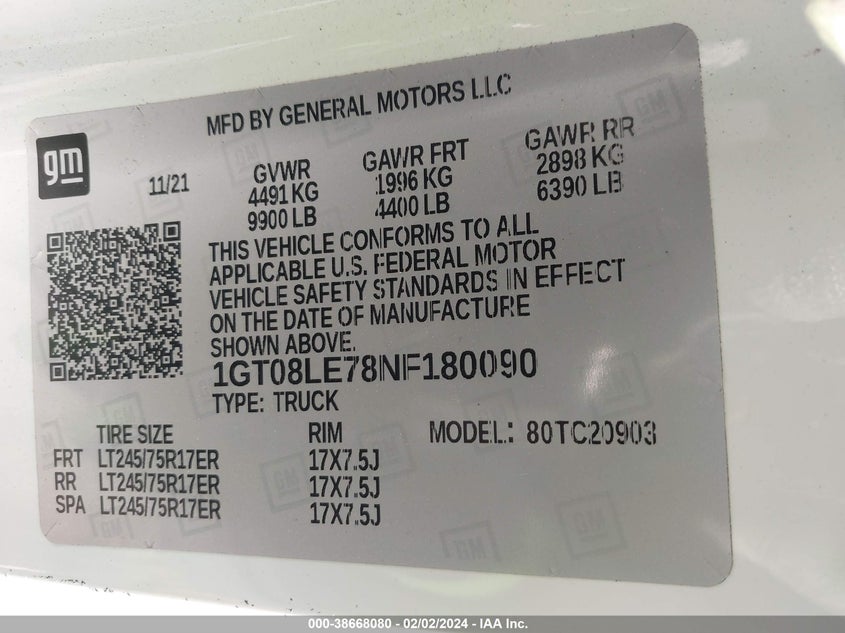 MFD BY GENERAL MOTORS LLC
gm
11/21
GVWR
4491 KG
9900 LB
GAWR FRT
1996 KG
4400 LB
GAWR RR
2898 KG
6390 LB
THIS VEHICLE CONFORMS TO ALL
APPLICABLE U.S. FEDERAL MOTOR
VEHICLE SAFETY STANDARDS IN EFFECT
ON THE DATE OF MANUFACTURE
SHOWN ABOVE.
1GT08LE78NF180090
TYPE: TRUCK
MODEL: 80TC20903
TIRE SIZE RIM
FRT LT245/75R17ER 17X7.5J
RR LT245/75R17ER 17X7.5J
SPA LT245/75R17ER 17X7.5J
000-38668080 - 02/02/2024 - IAA Inc.